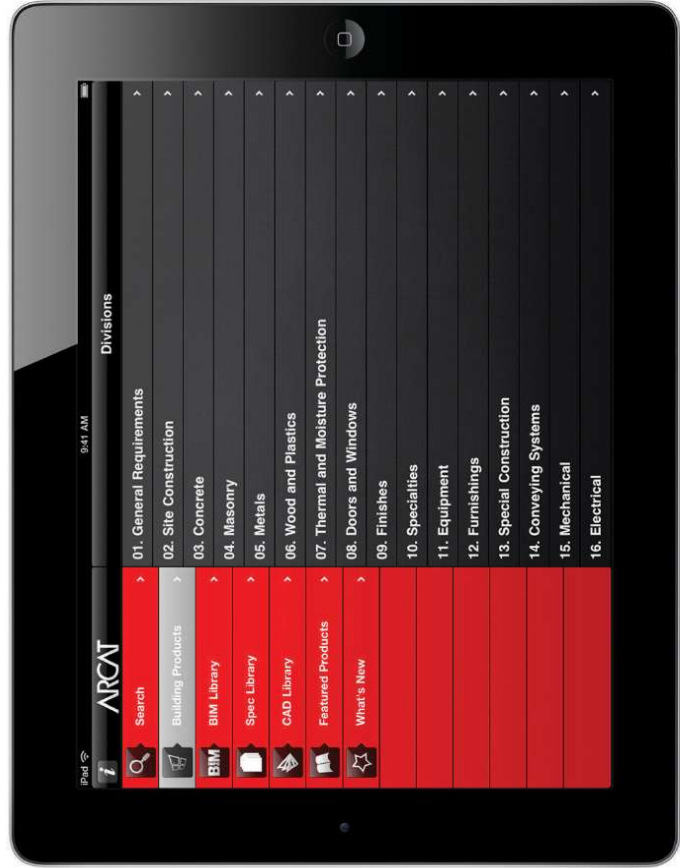 iPad
9:41 AM
ARCAT
Divisions
Search
Building Products
BIM
BIM Library
Spec Library
CAD Library
Featured Products
What's New
01. General Requirements
02. Site Construction
03. Concrete
04. Masonry
05. Metals
06. Wood and Plastics
07. Thermal and Moisture Protection
08. Doors and Windows
09. Finishes
10. Specialties
11. Equipment
12. Furnishings
13. Special Construction
14. Conveying Systems
15. Mechanical
16. Electrical